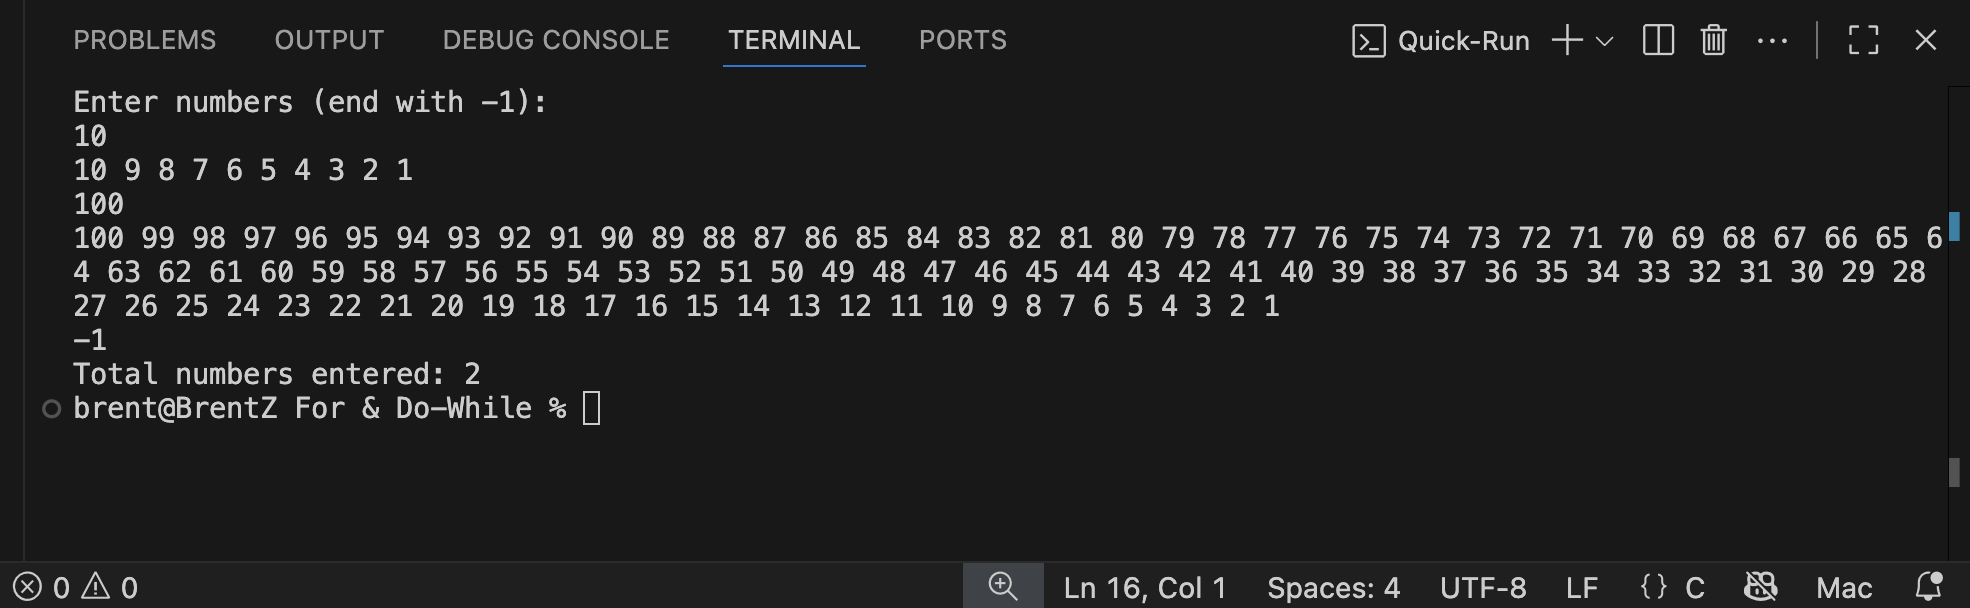 PROBLEMS OUTPUT DEBUG CONSOLE TERMINAL PORTS Quick-Run
Enter numbers (end with -1):
10
10 9 8 7 6 5 4 3 2 1
100
100 99 98 97 96 95 94 93 92 91 90 89 88 87 86 85 84 83 82 81 80 79 78 77 76 75 74 73 72 71 70 69 68 67 66 65 6
4 63 62 61 60 59 58 57 56 55 54 53 52 51 50 49 48 47 46 45 44 43 42 41 40 39 38 37 36 35 34 33 32 31 30 29 28
27 26 25 24 23 22 21 20 19 18 17 16 15 14 13 12 11 10 9 8 7 6 5 4 3 2 1
-1
Total numbers entered: 2
brent@BrentZ For & Do-While %
0 0 Ln 16, Col 1 Spaces: 4 UTF-8 LF {} C Mac